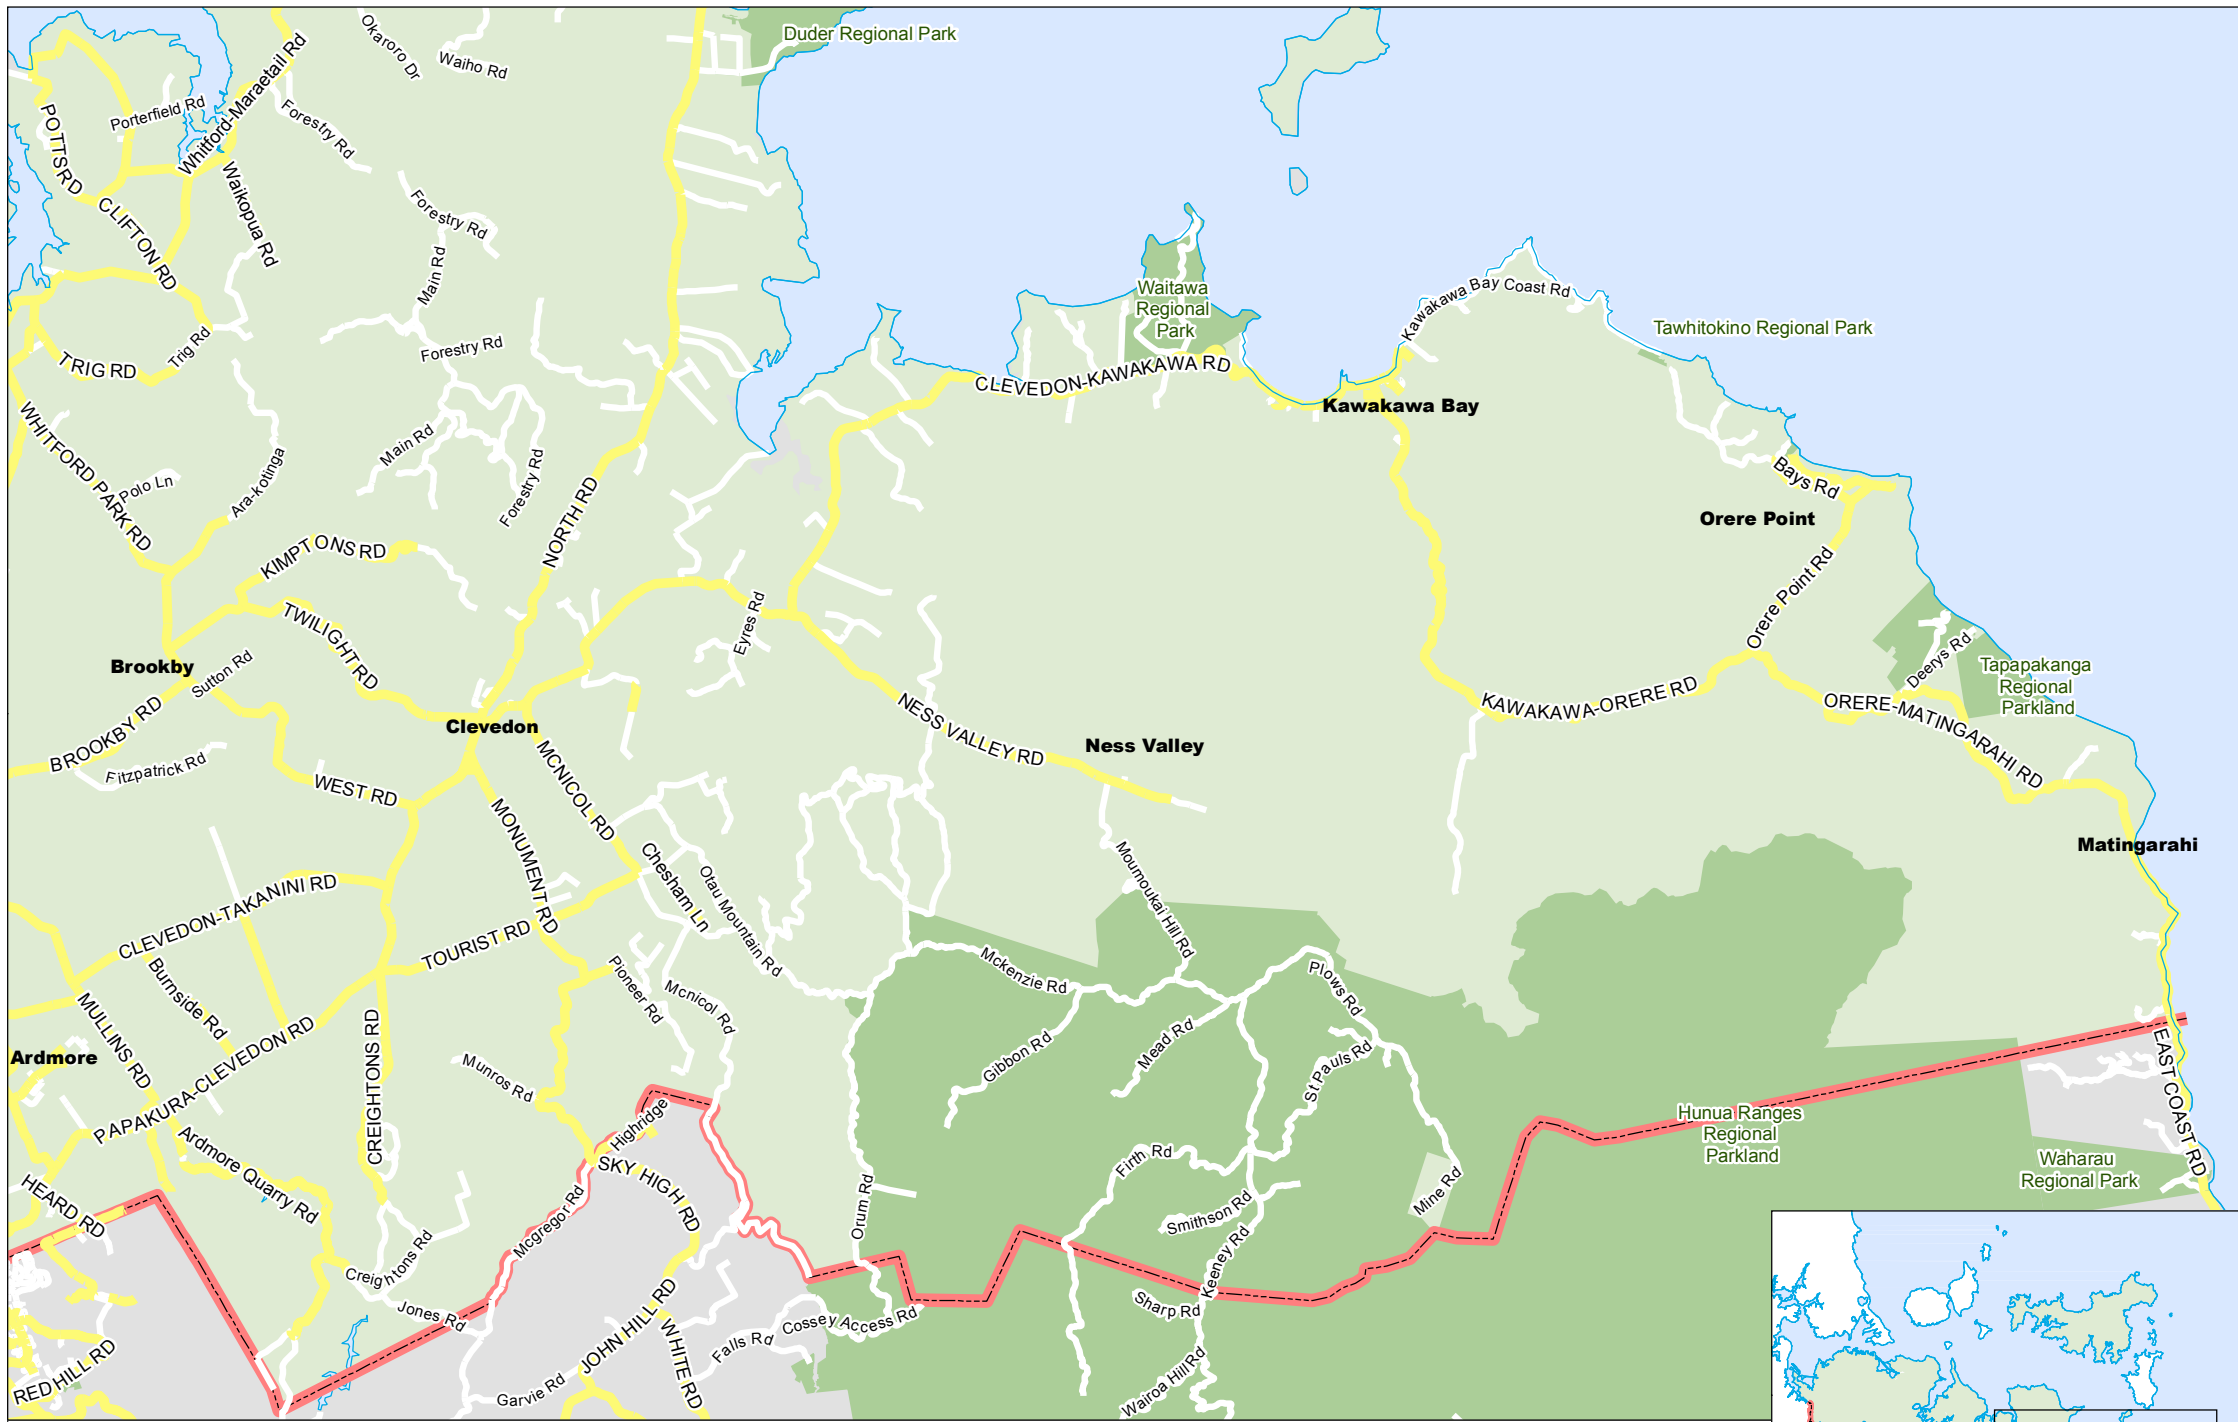 Duder Regional Park
Okaroro Dr
Waiho Rd
Whitford-Maraetail Rd
Porterfield Rd
Forestry Rd
POTTS RD
Waikopua Rd
CLIFTON RD
Forestry Rd
Main Rd
Waitawa
Regional
Park
Kawakawa Bay Coast Rd
Tawhitokino Regional Park
TRIG RD
Trig Rd
Forestry Rd
CLEVEDON-KAWAKAWA RD
Kawakawa Bay
WHITFORD PARK RD
Main Rd
Polo Ln
Ara-kotinga
Forestry Rd
NORTH RD
Bays Rd
Orere Point
KIMPTONS RD
Orere Point Rd
TWILIGHT RD
Eyres Rd
Brookby
Sutton Rd
Deerys Rd
Tapapakanga
Regional
Parkland
BROOKBY RD
Clevedon
NESS VALLEY RD
Ness Valley
KAWAKAWA-ORERE RD
ORERE-MATINGARAHI RD
Fitzpatrick Rd
WEST RD
MCNICOL RD
MONUMENT RD
Matingarahi
Chesham Ln
Otau Mountain Rd
Moumoukai Hill Rd
CLEVEDON-TAKANINI RD
TOURIST RD
Burnside Rd
Pioneer Rd
Mcnicol Rd
Mckenzie Rd
Plows Rd
MULLINS RD
Ardmore
PAPAKURA-CLEVEDON RD
CREIGHTONS RD
Munros Rd
Gibbon Rd
Mead Rd
St Pauls Rd
EAST COAST RD
Highridge
Hunua Ranges
Regional
Parkland
Ardmore Quarry Rd
SKY HIGH RD
Firth Rd
Waharau
Regional Park
HEARD RD
Mcgregor Rd
Orum Rd
Smithson Rd
Mine Rd
Creightons Rd
Keeney Rd
Jones Rd
Sharp Rd
JOHN HILL RD
Cossey Access Rd
WHITE RD
Falls Rd
RED HILL RD
Garvie Rd
Wairoa Hill Rd